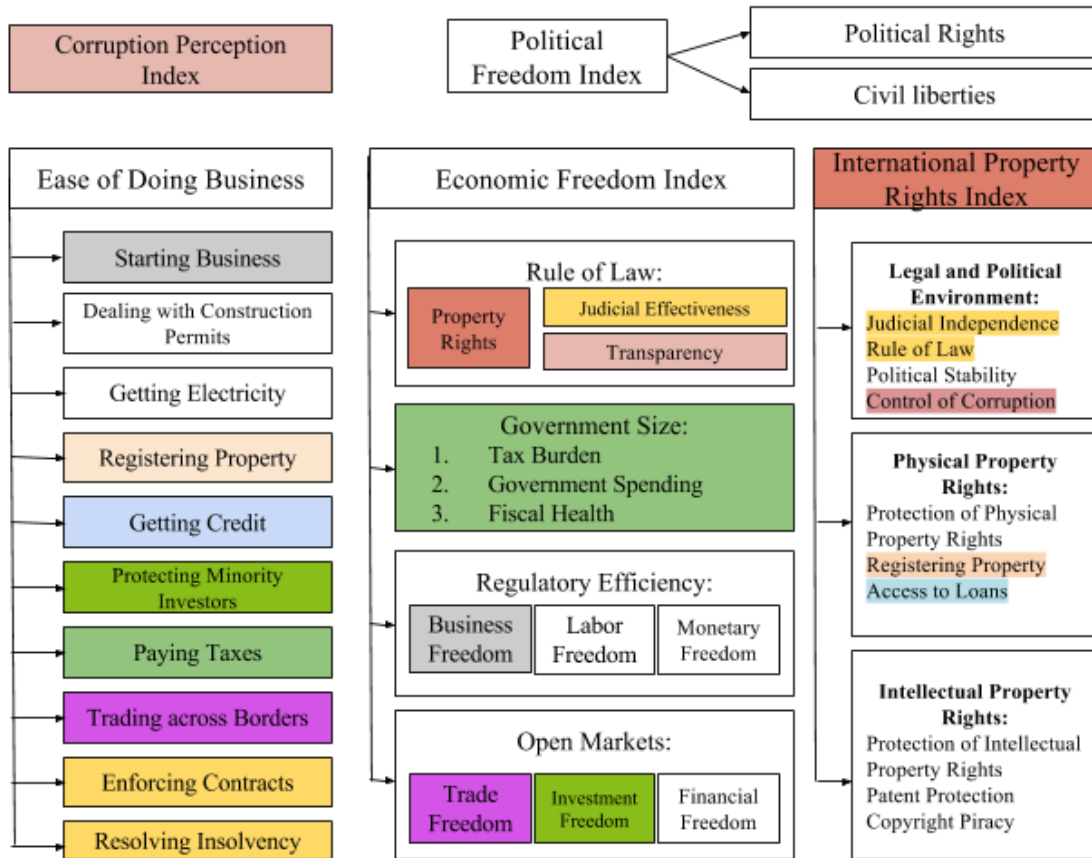 Corruption Perception
Index
Political
Freedom Index
Political Rights
Civil liberties
Ease of Doing Business
Starting Business
Dealing with Construction
Permits
Getting Electricity
Registering Property
Getting Credit
Protecting Minority
Investors
Paying Taxes
Trading across Borders
Enforcing Contracts
Resolving Insolvency
Economic Freedom Index
Rule of Law:
Property
Rights
Judicial Effectiveness
Transparency
Government Size:
1. Tax Burden
2. Government Spending
3. Fiscal Health
Regulatory Efficiency:
Business
Freedom
Labor
Freedom
Monetary
Freedom
Open Markets:
Trade
Freedom
Investment
Freedom
Financial
Freedom
International Property
Rights Index
Legal and Political
Environment:
Judicial Independence
Rule of Law
Political Stability
Control of Corruption
Physical Property
Rights:
Protection of Physical
Property Rights
Registering Property
Access to Loans
Intellectual Property
Rights:
Protection of Intellectual
Property Rights
Patent Protection
Copyright Piracy